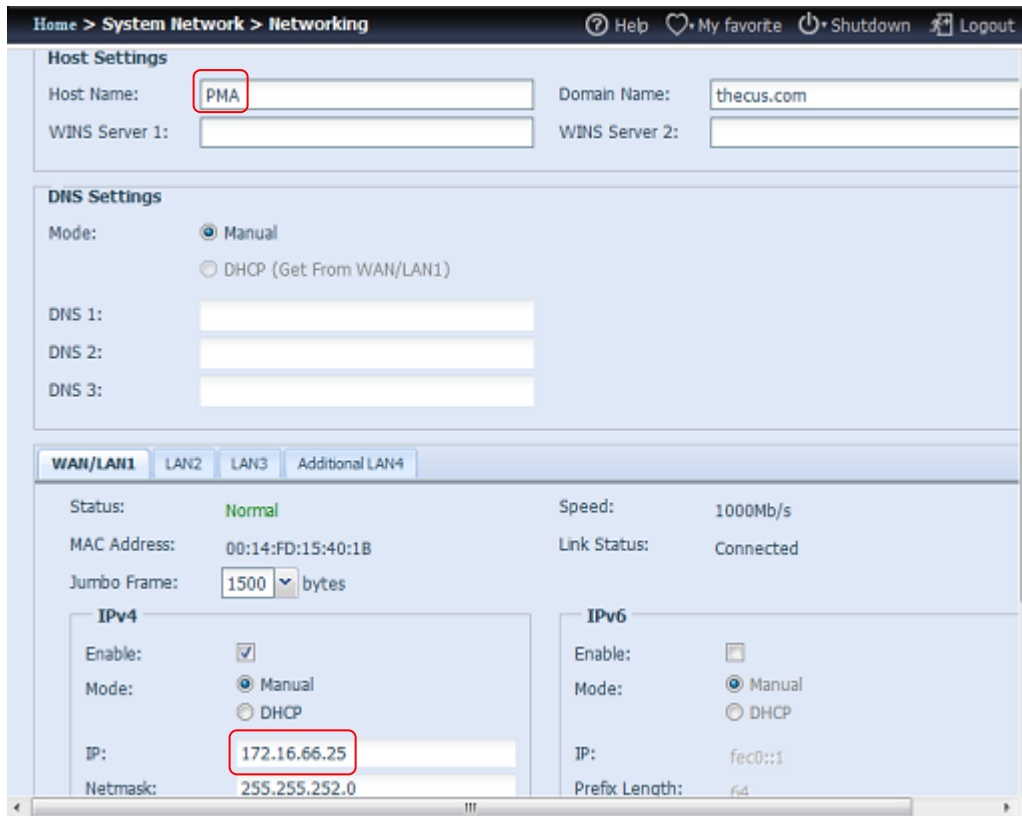 Home > System Network > Networking Help My favorite Shutdown Logout
Host Settings
Host Name: PMA Domain Name: thecus.com
WINS Server 1: WINS Server 2:
DNS Settings
Mode: Manual
DHCP (Get From WAN/LAN1)
DNS 1:
DNS 2:
DNS 3:
WAN/LAN1 LAN2 LAN3 Additional LAN4
Status: Normal Speed: 1000Mb/s
MAC Address: 00:14:FD:15:40:1B Link Status: Connected
Jumbo Frame: 1500 bytes
IPv4 IPv6
Enable: Enable:
Mode: Manual Mode: Manual
DHCP DHCP
IP: 172.16.66.25 IP: fec0::1
Netmask: 255.255.252.0 Prefix Length: 64